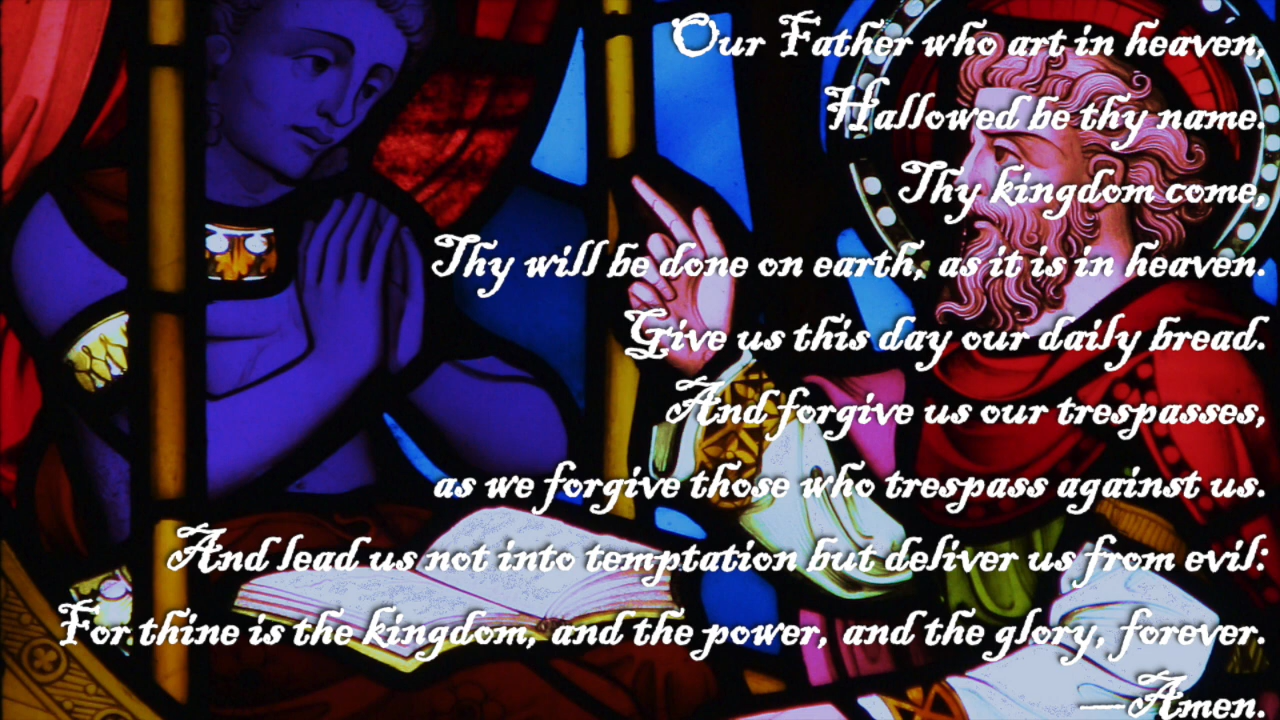 Our Father who art in heaven,
Hallowed be thy name.
Thy kingdom come,
Thy will be done on earth, as it is in heaven.
Give us this day our daily bread.
And forgive us our trespasses,
as we forgive those who trespass against us.
And lead us not into temptation but deliver us from evil:
For thine is the kingdom, and the power, and the glory, forever.
—Amen.